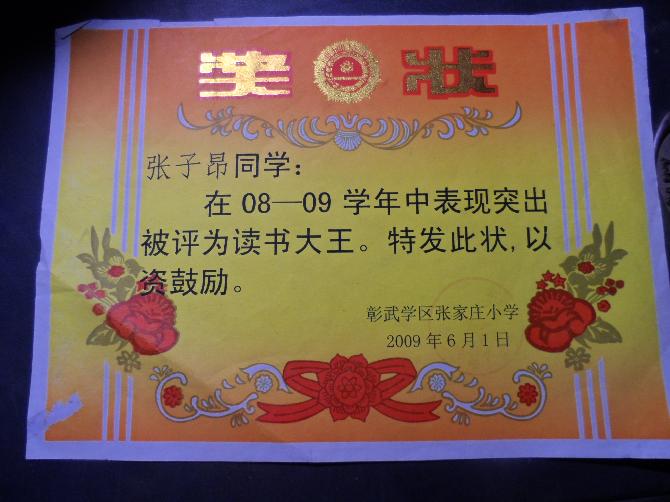 奖 状
张子昂同学：
在 08—09 学年中表现突出
被评为读书大王。特发此状,以
资鼓励。
彰武学区张家庄小学
2009 年 6 月 1 日